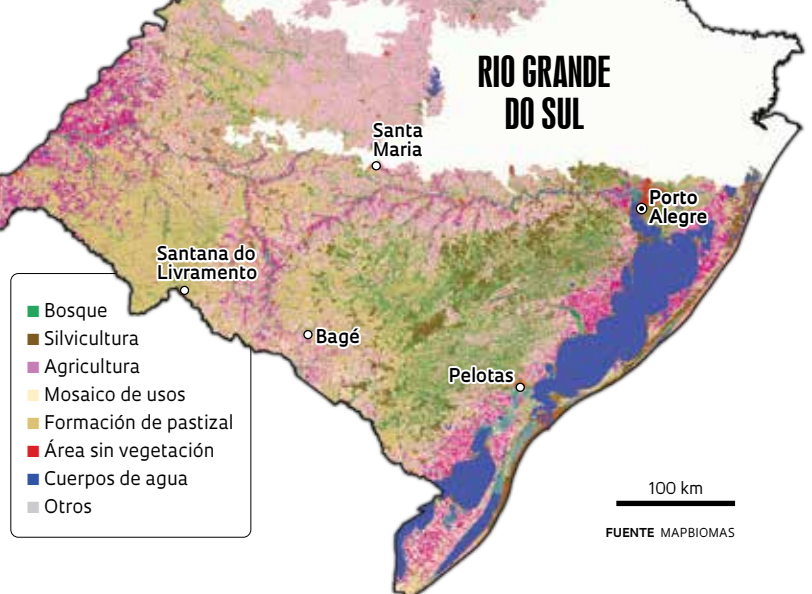 RIO GRANDE
DO SUL
Santa
Maria
Porto
Alegre
Santana do
Livramento
Bagé
Pelotas
Bosque
Silvicultura
Agricultura
Mosaico de usos
Formación de pastizal
Área sin vegetación
Cuerpos de agua
Otros
100 km
FUENTE MAPBIOMAS